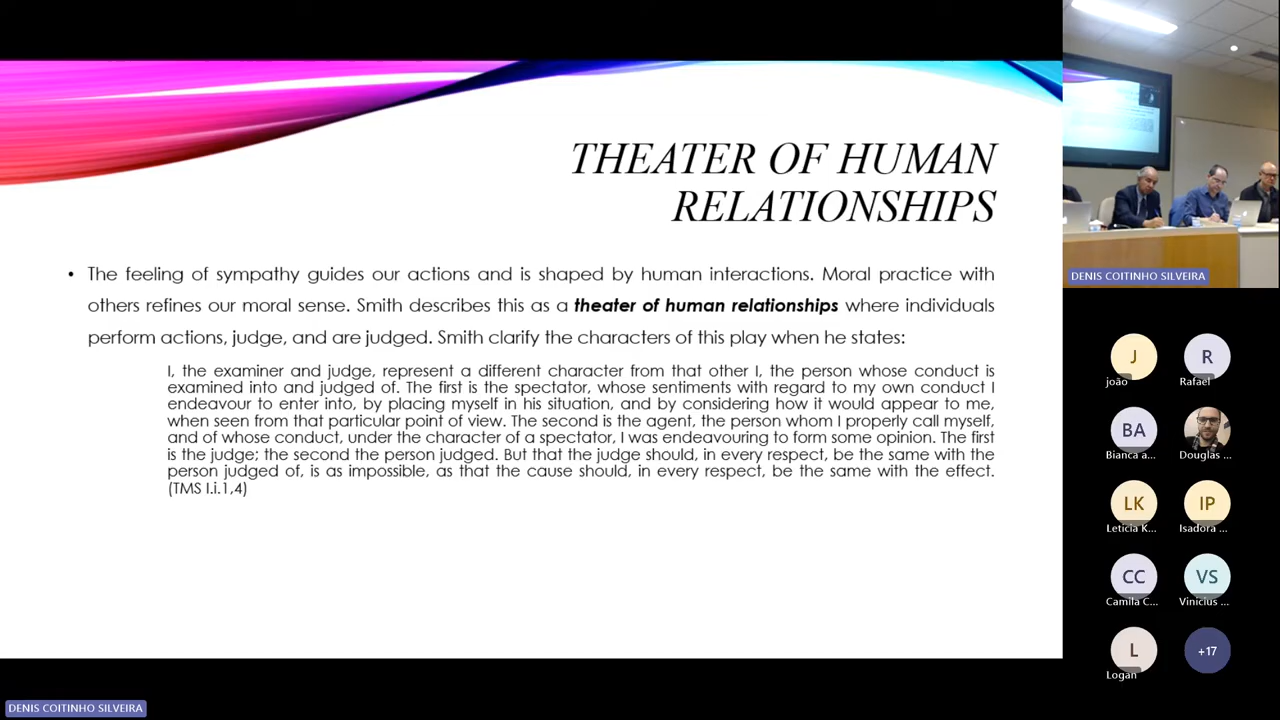 THEATER OF HUMAN
RELATIONSHIPS
• The feeling of sympathy guides our actions and is shaped by human interactions. Moral practice with
others refines our moral sense. Smith describes this as a theater of human relationships where individuals
perform actions, judge, and are judged. Smith clarify the characters of this play when he states:
I, the examiner and judge, represent a different character from that other I, the person whose conduct is
examined into and judged of. The first is the spectator, whose sentiments with regard to my own conduct I
endeavour to enter into, by placing myself in his situation, and by considering how it would appear to me,
when seen from that particular point of view. The second is the agent, the person whom I properly call myself,
and of whose conduct, under the character of a spectator, I was endeavouring to form some opinion. The first
is the judge; the second the person judged. But that the judge should, in every respect, be the same with the
person judged of, is as impossible, as that the cause should, in every respect, be the same with the effect.
(TMS I.i.1,4)
DENIS COITINHO SILVEIRA
J
R
joão
Rafael
BA
Bianca a...
Douglas ...
LK
IP
Letícia K...
Isadora ...
CC
VS
Camila C...
Vinícius ...
L
+17
Logan
DENIS COITINHO SILVEIRA